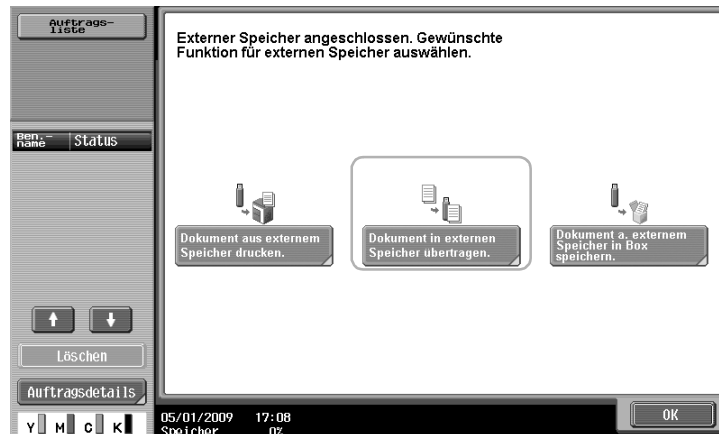 Auftrags-
liste
Externer Speicher angeschlossen. Gewünschte
Funktion für externen Speicher auswählen.
Ben.-
name
Status
Dokument aus externem
Speicher drucken.
Dokument in externen
Speicher übertragen.
Dokument a. externem
Speicher in Box
speichern.
Löschen
Auftragsdetails
Y M C K
05/01/2009 17:08
Speicher 0%
OK